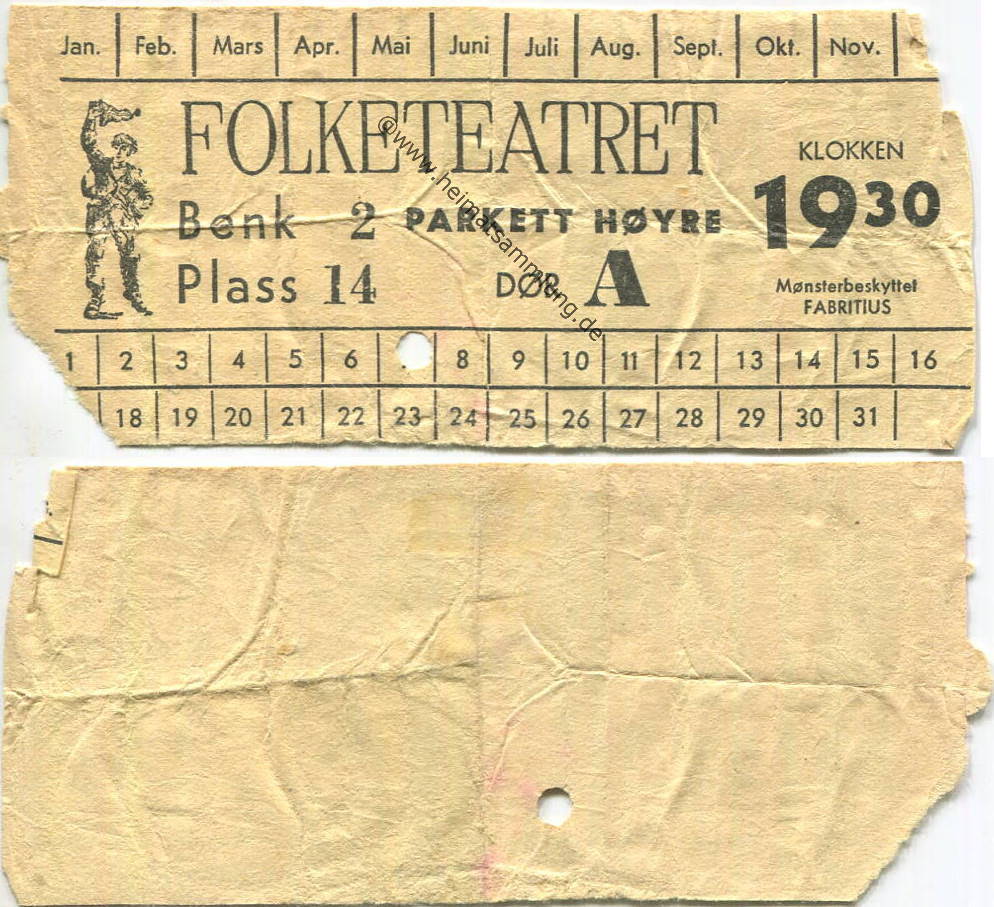 Jan. Feb. Mars Apr. Mai Juni Juli Aug. Sept. Okt. Nov.
FOLKETEATRET
KLOKKEN
Benk 2 PARKETT HØYRE 19 30
Plass 14 DØR A
Mønsterbeskyttet
FABRITIUS
1 2 3 4 5 6 8 9 10 11 12 13 14 15 16
18 19 20 21 22 23 24 25 26 27 28 29 30 31
©www.heimatsammlung.de